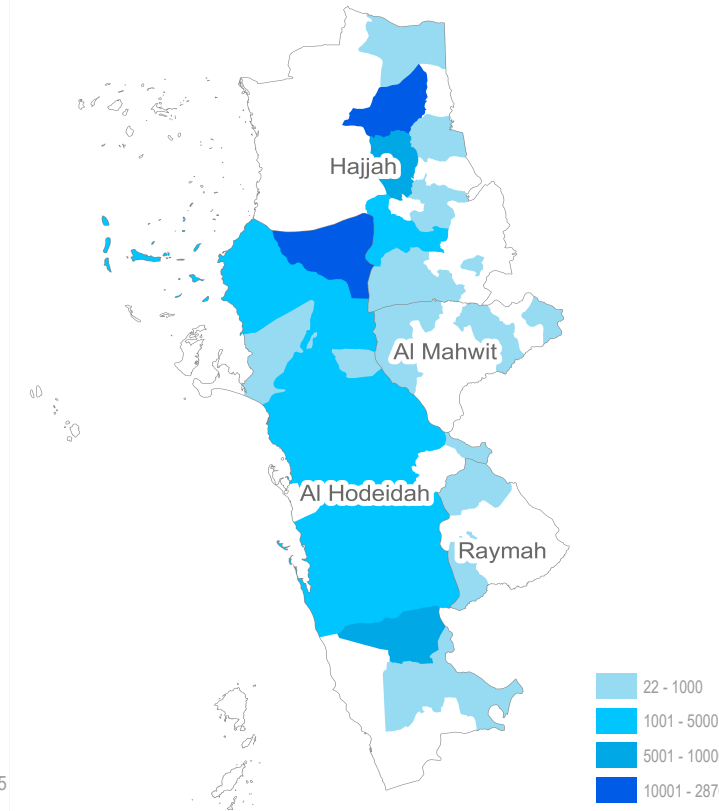 Hajjah
Al Mahwit
Al Hodeidah
Raymah
22 - 1000
1001 - 5000
5001 - 1000
10001 - 287
5